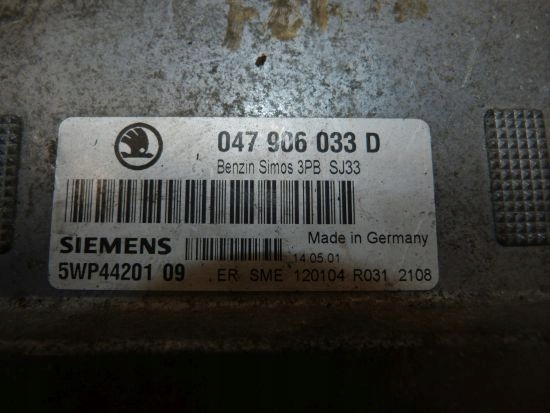 047 906 033 D
Benzin Simos 3PB SJ33
SIEMENS
Made in Germany
14.05.01
5WP44201 09
ER SME 120104 R031 2108